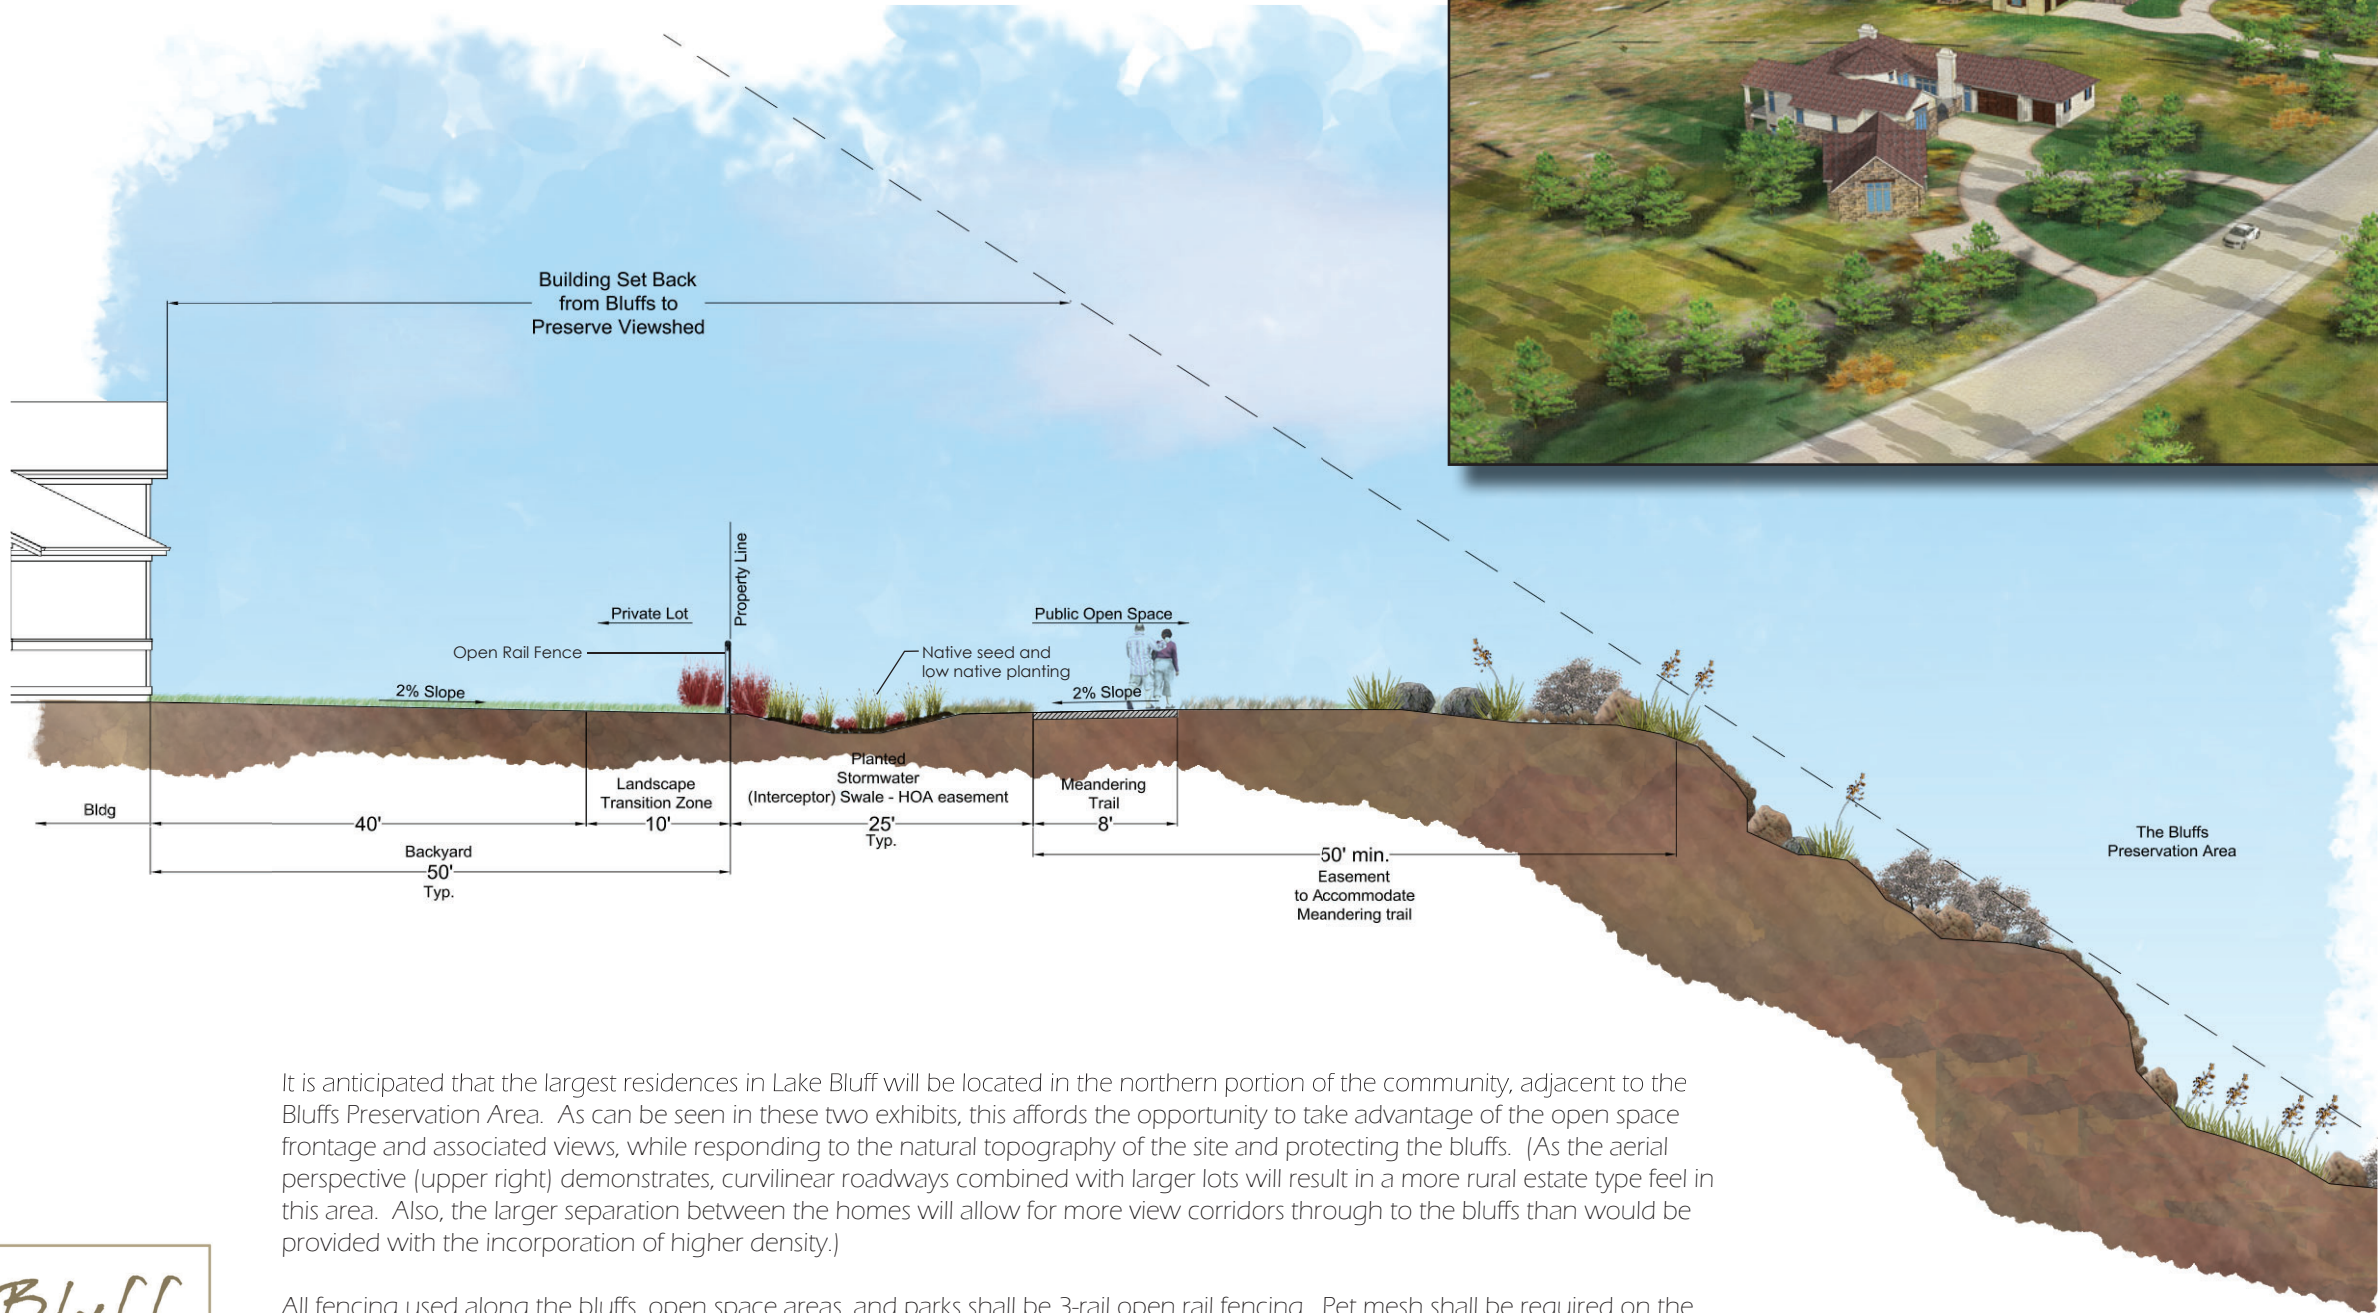 Building Set Back
from Bluffs to
Preserve Viewshed
Property Line
Private Lot
Public Open Space
Open Rail Fence
Native seed and
low native planting
2% Slope
2% Slope
Planted
Stormwater
(Interceptor) Swale - HOA easement
Landscape
Transition Zone
Meandering
Trail
Bldg
40'
10'
25'
Typ.
8'
Backyard
50'
Typ.
50' min.
Easement
to Accommodate
Meandering trail
The Bluffs
Preservation Area
It is anticipated that the largest residences in Lake Bluff will be located in the northern portion of the community, adjacent to the
Bluffs Preservation Area.  As can be seen in these two exhibits, this affords the opportunity to take advantage of the open space
frontage and associated views, while responding to the natural topography of the site and protecting the bluffs.  (As the aerial
perspective (upper right) demonstrates, curvilinear roadways combined with larger lots will result in a more rural estate type feel in
this area.  Also, the larger separation between the homes will allow for more view corridors through to the bluffs than would be
provided with the incorporation of higher density.)
Bluff
All fencing used along the bluffs, open space areas, and parks shall be 3-rail open rail fencing.  Pet mesh shall be required on the